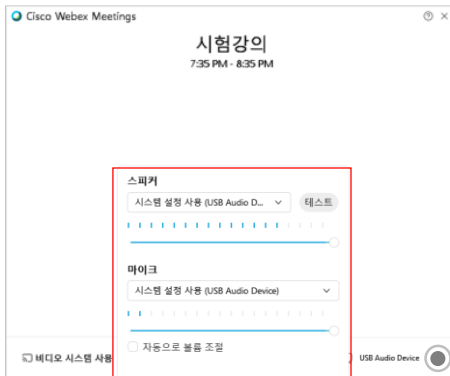 Cisco Webex Meetings
시험강의
7:35 PM - 8:35 PM
스피커
시스템 설정 사용 (USB Audio D...
테스트
마이크
시스템 설정 사용 (USB Audio Device)
자동으로 볼륨 조절
비디오 시스템 사용
USB Audio Device